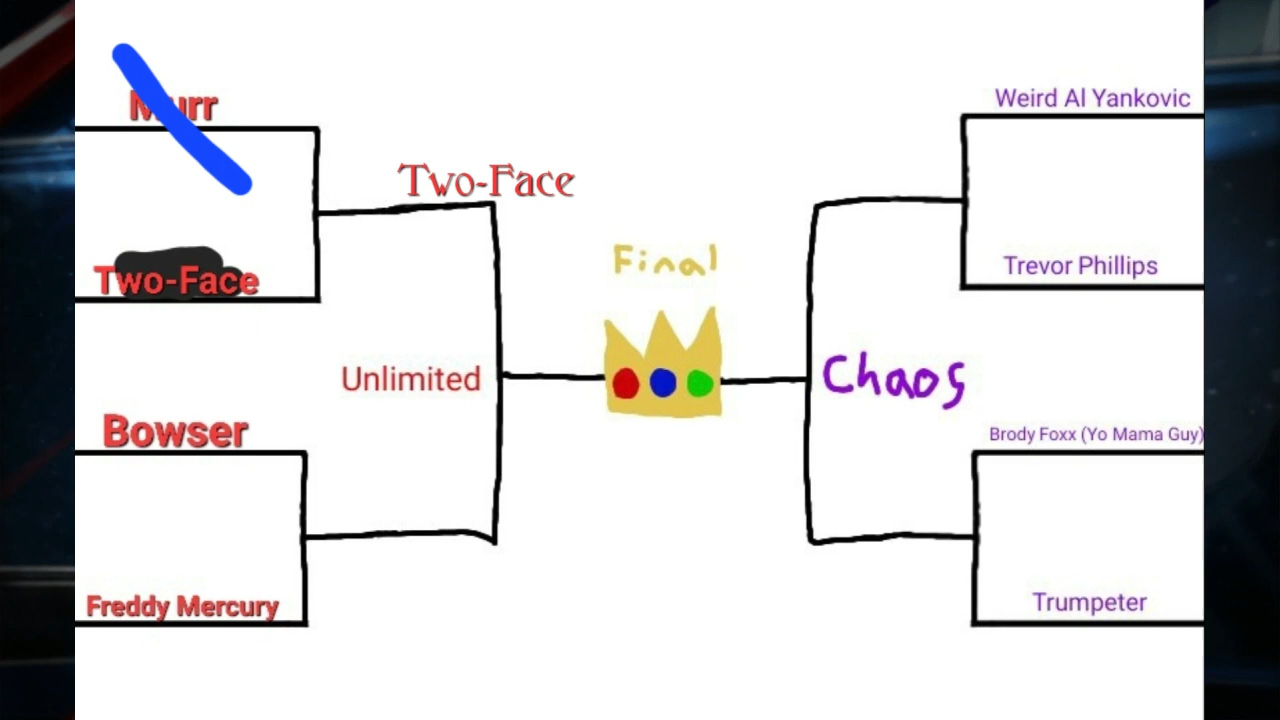 Murr
Two-Face
Two-Face
Unlimited
Bowser
Freddy Mercury
Final
Chaos
Weird Al Yankovic
Trevor Phillips
Brody Foxx (Yo Mama Guy)
Trumpeter